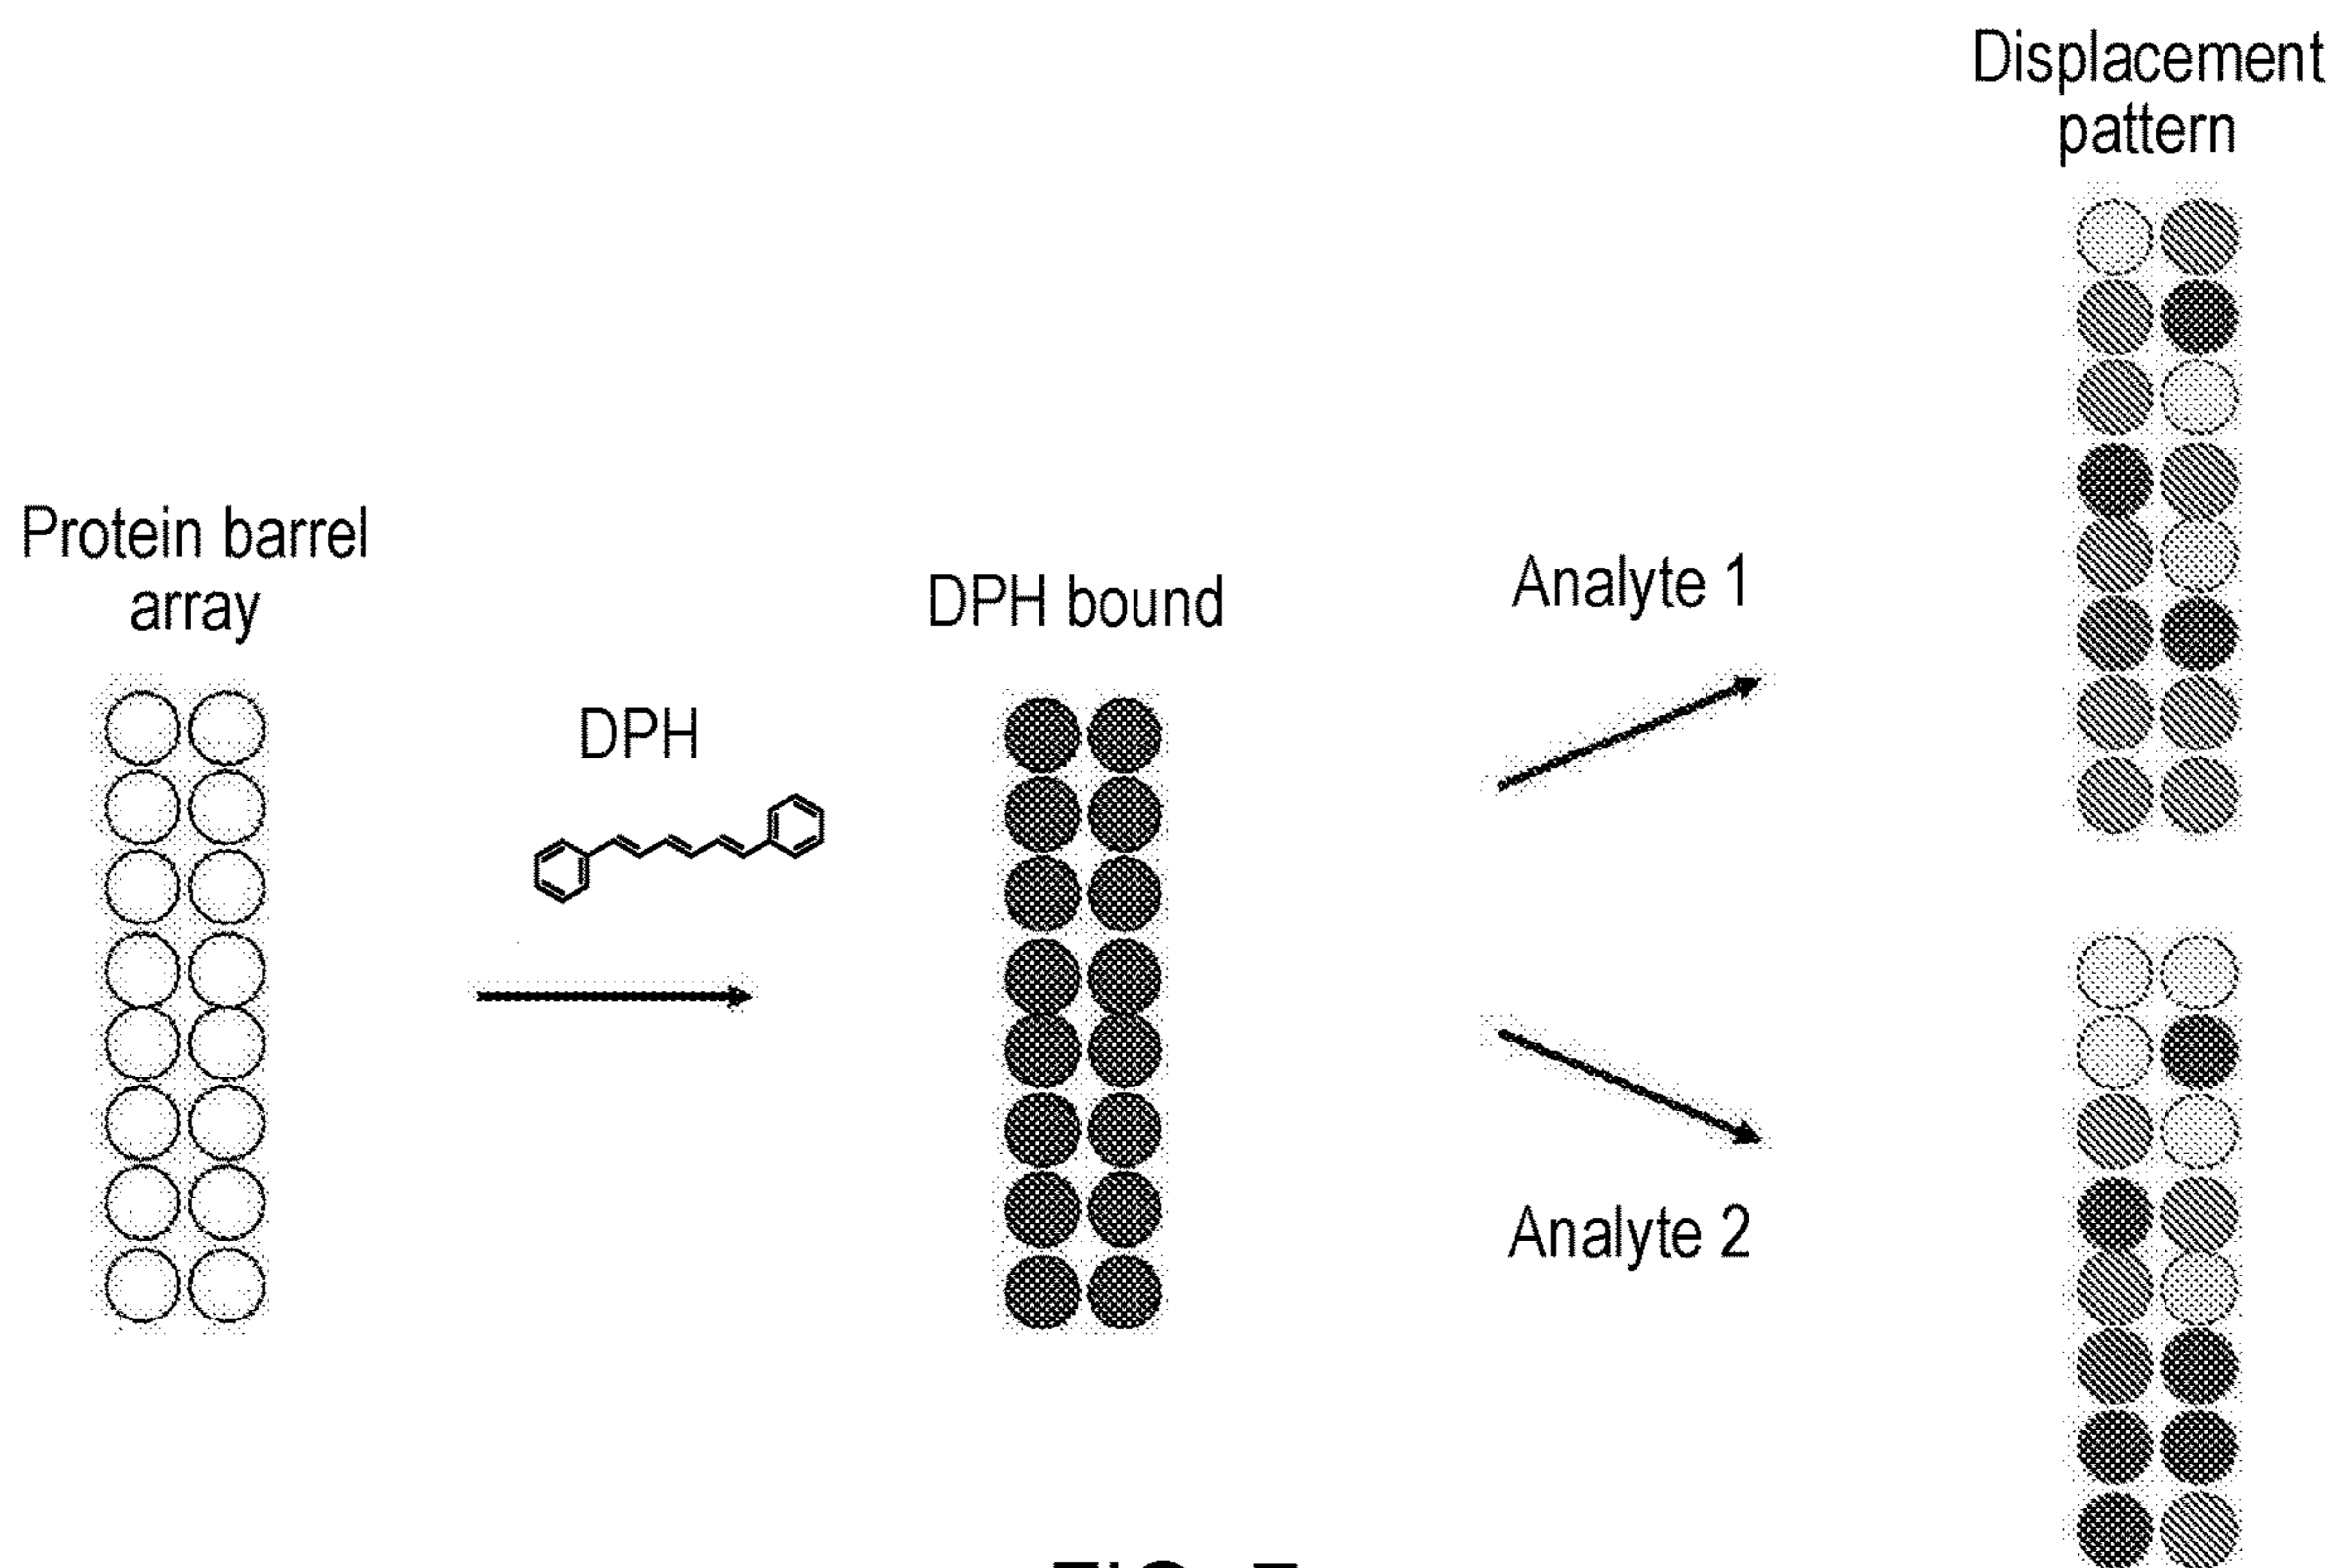 Displacement
pattern
Protein barrel
array
DPH bound
DPH
Analyte 1
Analyte 2